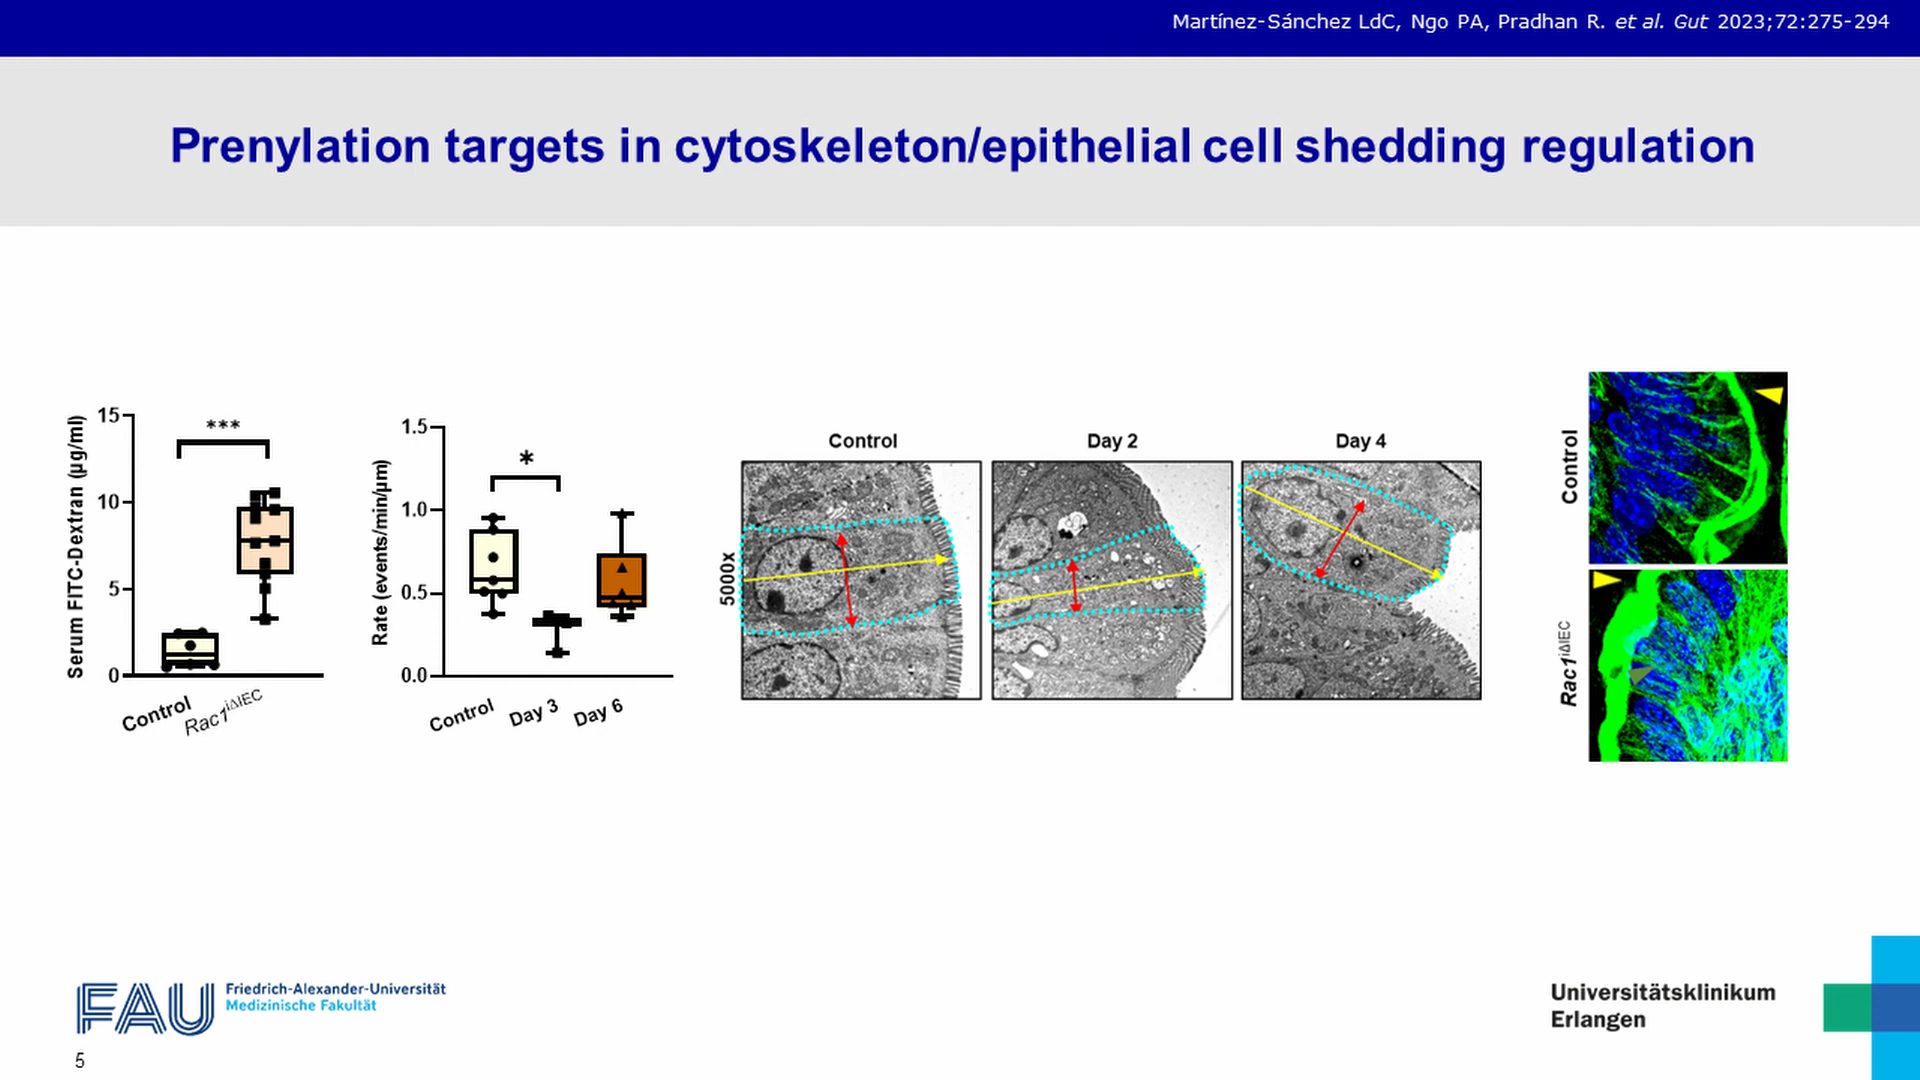 Martínez-Sánchez LdC, Ngo PA, Pradhan R. et al. Gut 2023;72:275-294
Prenylation targets in cytoskeleton/epithelial cell shedding regulation
Serum FITC-Dextran (µg/ml)
15
10
5
0
***
Control
Rac1iΔIEC
Rate (events/min/µm)
1.5
1.0
0.5
0.0
*
Control
Day 3
Day 6
Control
Day 2
Day 4
5000x
Control
Rac1iΔIEC
FAU
Friedrich-Alexander-Universität
Medizinische Fakultät
Universitätsklinikum
Erlangen
5